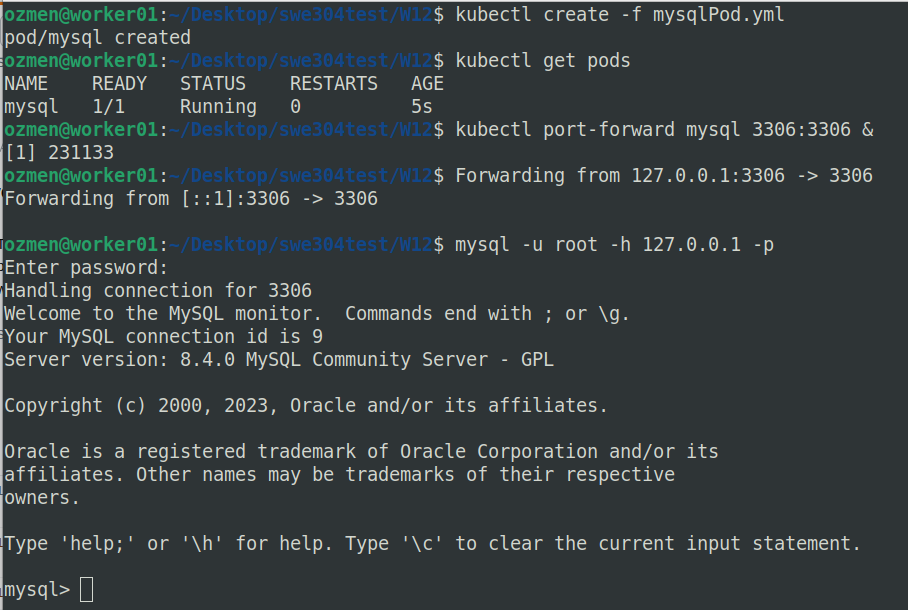 ozmen@worker01:~/Desktop/swe304test/W12$ kubectl create -f mysqlPod.yml
pod/mysql created
ozmen@worker01:~/Desktop/swe304test/W12$ kubectl get pods
NAME    READY   STATUS    RESTARTS   AGE
mysql   1/1     Running   0          5s
ozmen@worker01:~/Desktop/swe304test/W12$ kubectl port-forward mysql 3306:3306 &
[1] 231133
ozmen@worker01:~/Desktop/swe304test/W12$ Forwarding from 127.0.0.1:3306 -> 3306
Forwarding from [::1]:3306 -> 3306
ozmen@worker01:~/Desktop/swe304test/W12$ mysql -u root -h 127.0.0.1 -p
Enter password:
Handling connection for 3306
Welcome to the MySQL monitor.  Commands end with ; or \g.
Your MySQL connection id is 9
Server version: 8.4.0 MySQL Community Server - GPL
Copyright (c) 2000, 2023, Oracle and/or its affiliates.
Oracle is a registered trademark of Oracle Corporation and/or its
affiliates. Other names may be trademarks of their respective
owners.
Type 'help;' or '\h' for help. Type '\c' to clear the current input statement.
mysql>